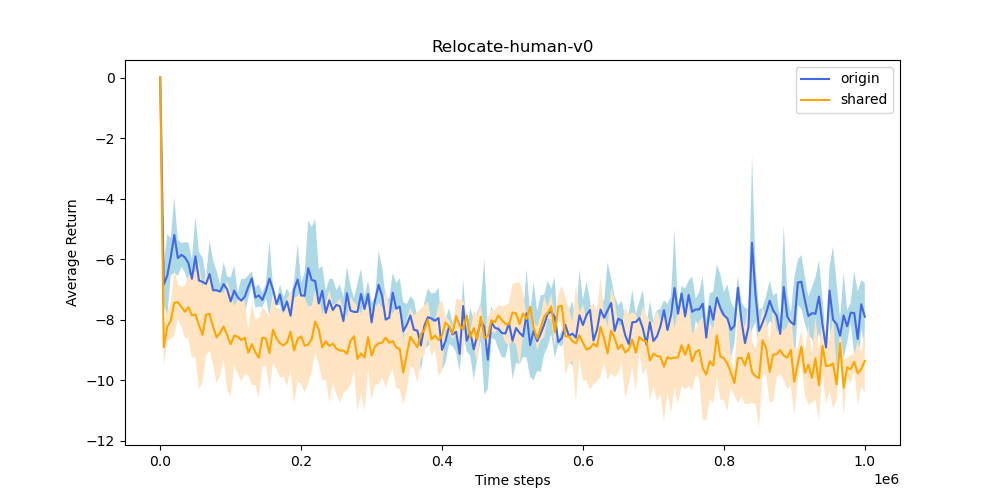 Relocate-human-v0
origin
shared
Average Return
0
−2
−4
−6
−8
−10
−12
0.0
0.2
0.4
0.6
0.8
1.0
1e6
Time steps